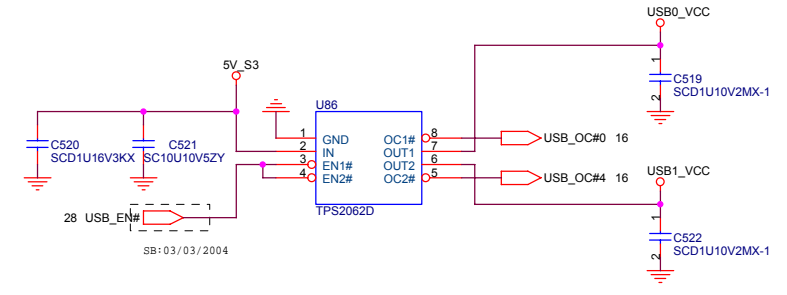 USB0_VCC
1
C519
2
SCD1U10V2MX-1
5V_S3
C520
SCD1U16V3KX
C521
SC10U10V5ZY
U86
1 GND OC1# 8
2 IN OUT1 7
3 EN1# OUT2 6
4 EN2# OC2# 5
TPS2062D
USB_OC#0 16
USB_OC#4 16
28 USB_EN#
SB:03/03/2004
USB1_VCC
1
C522
2
SCD1U10V2MX-1